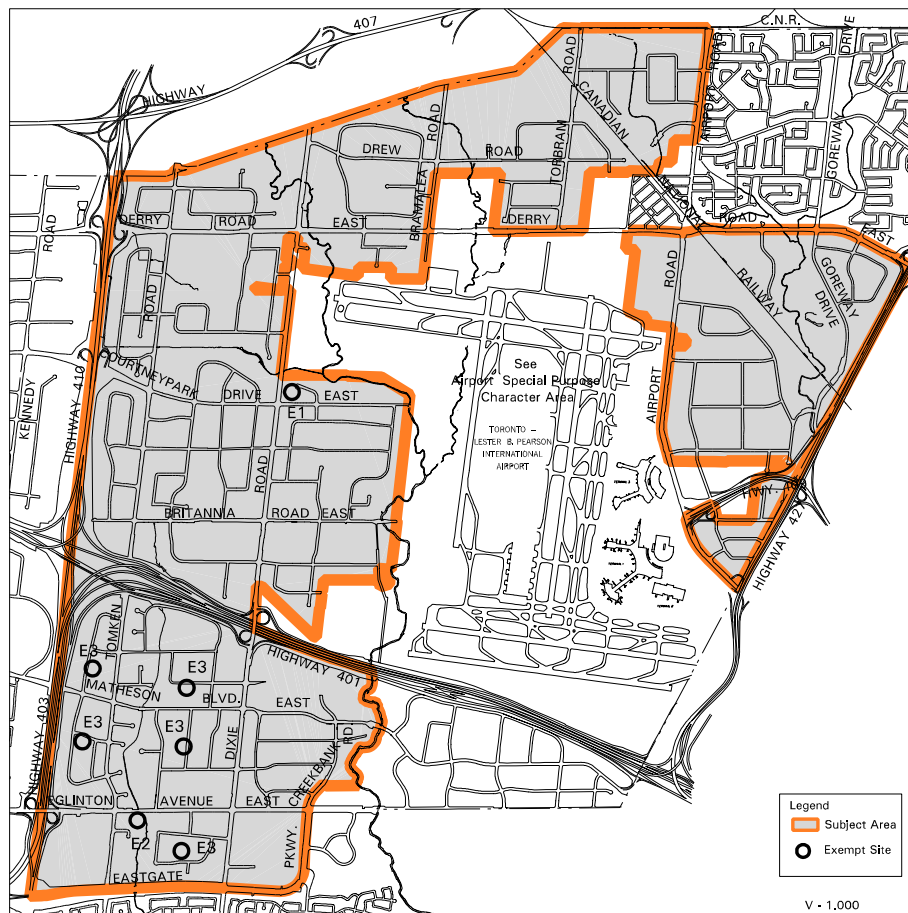 407
C.N.R.
HIGHWAY
ROAD
ROAD
DRIVE
AIRPORT
CANADIAN
ROAD
DREW
ROAD
TORBRAM
GOREWAY
NATIONAL
BRAMALEA
DERRY
ROAD
EAST
DERRY
ROAD
EAST
ROAD
ROAD
ROAD
RAILWAY
GOREWAY
DRIVE
COURTNEYPARK
DRIVE
EAST
E1
KENNEDY
HIGHWAY 410
See
Airport Special Purpose
Character Area
AIRPORT
TORONTO –
LESTER B. PEARSON
INTERNATIONAL
AIRPORT
ROAD
BRITANNIA
ROAD
EAST
HWY.
HIGHWAY 427
TOMKEN
HIGHWAY 401
E3
E3
MATHESON
BLVD.
EAST
E3
E3
DIXIE
RD.
CREEKBANK
HIGHWAY 403
EGLINTON
AVENUE
EAST
E2
E3
PKWY.
EASTGATE
Legend
Subject Area
Exempt Site
V - 1.000